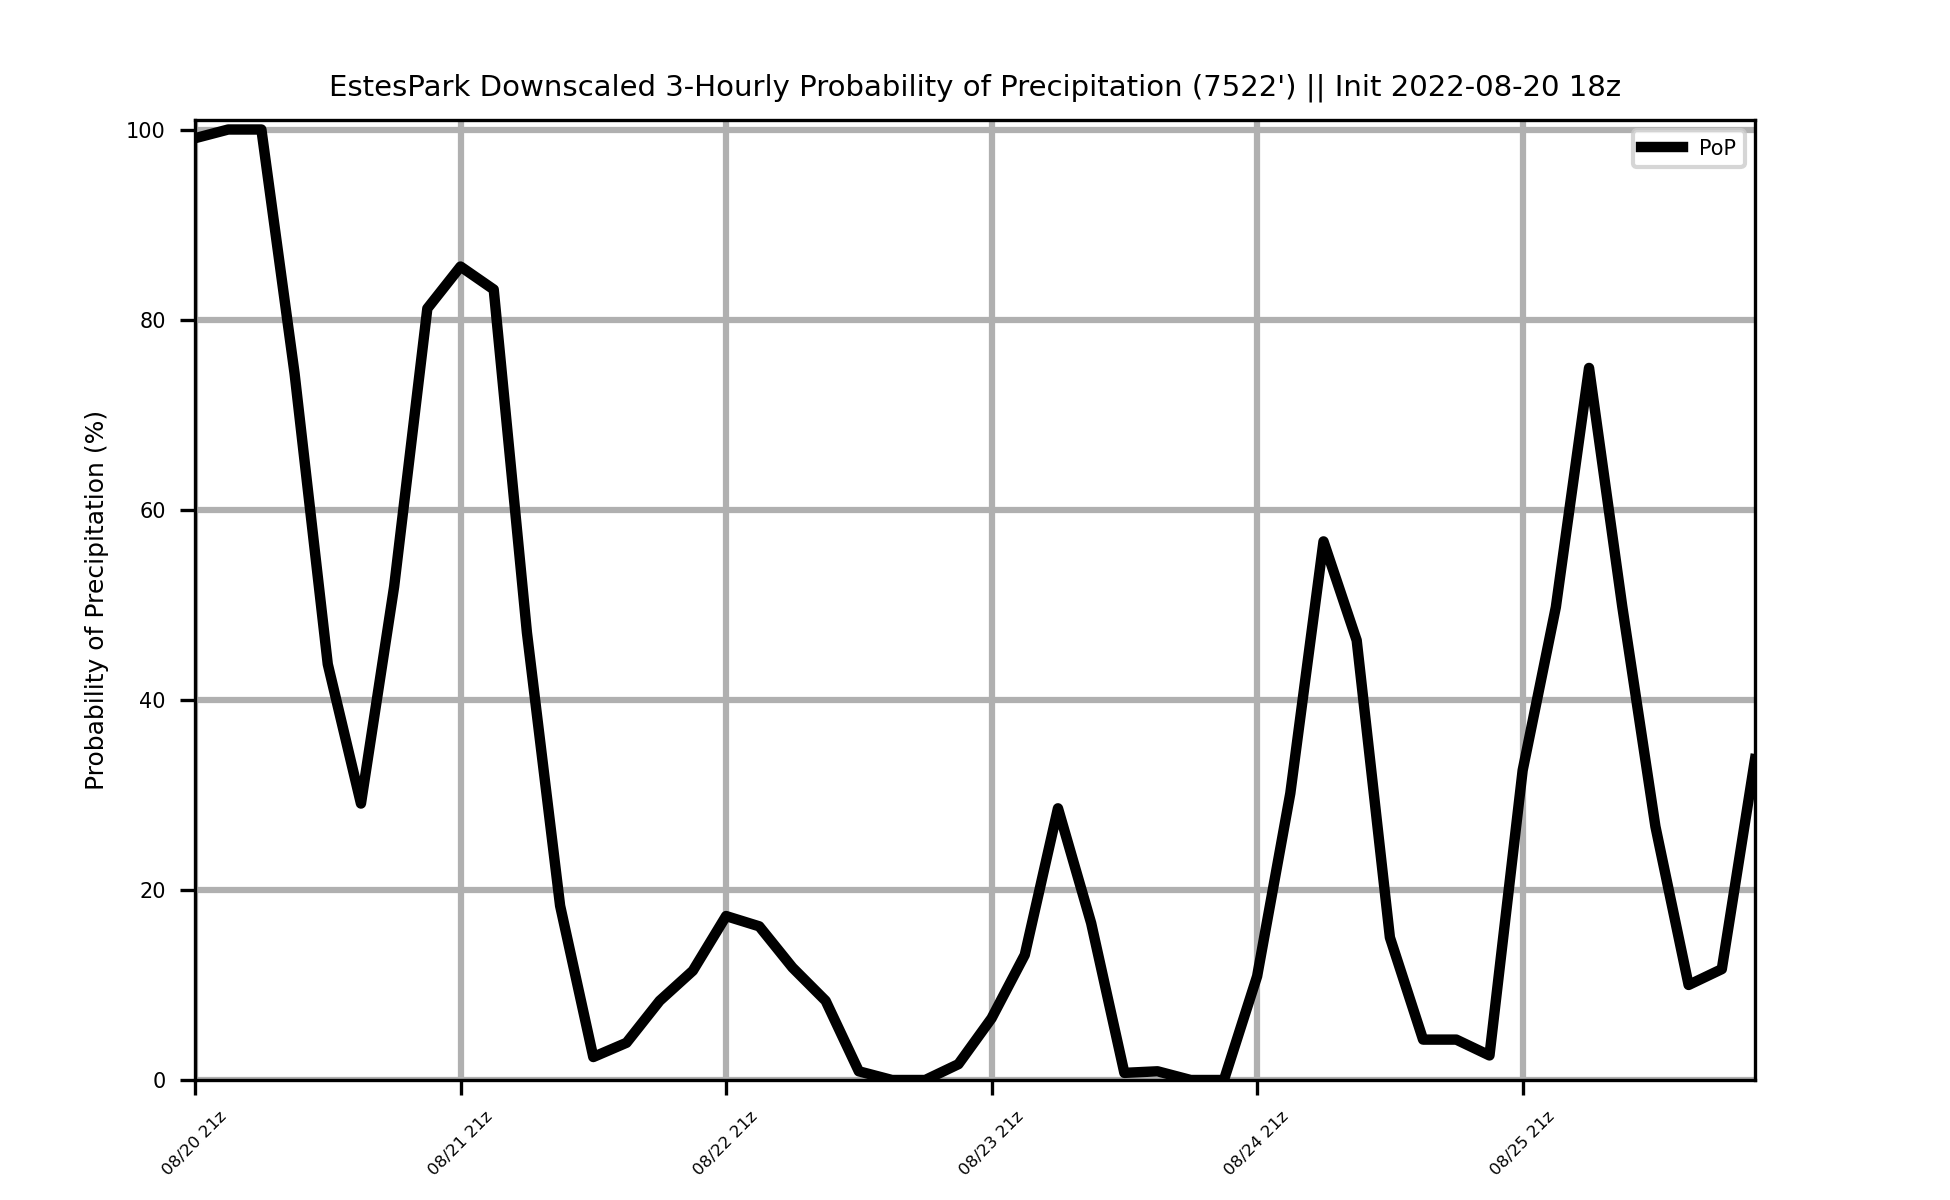 EstesPark Downscaled 3-Hourly Probability of Precipitation (7522') || Init 2022-08-20 18z
PoP
Probability of Precipitation (%)
100
80
60
40
20
0
08/20 21z
08/21 21z
08/22 21z
08/23 21z
08/24 21z
08/25 21z